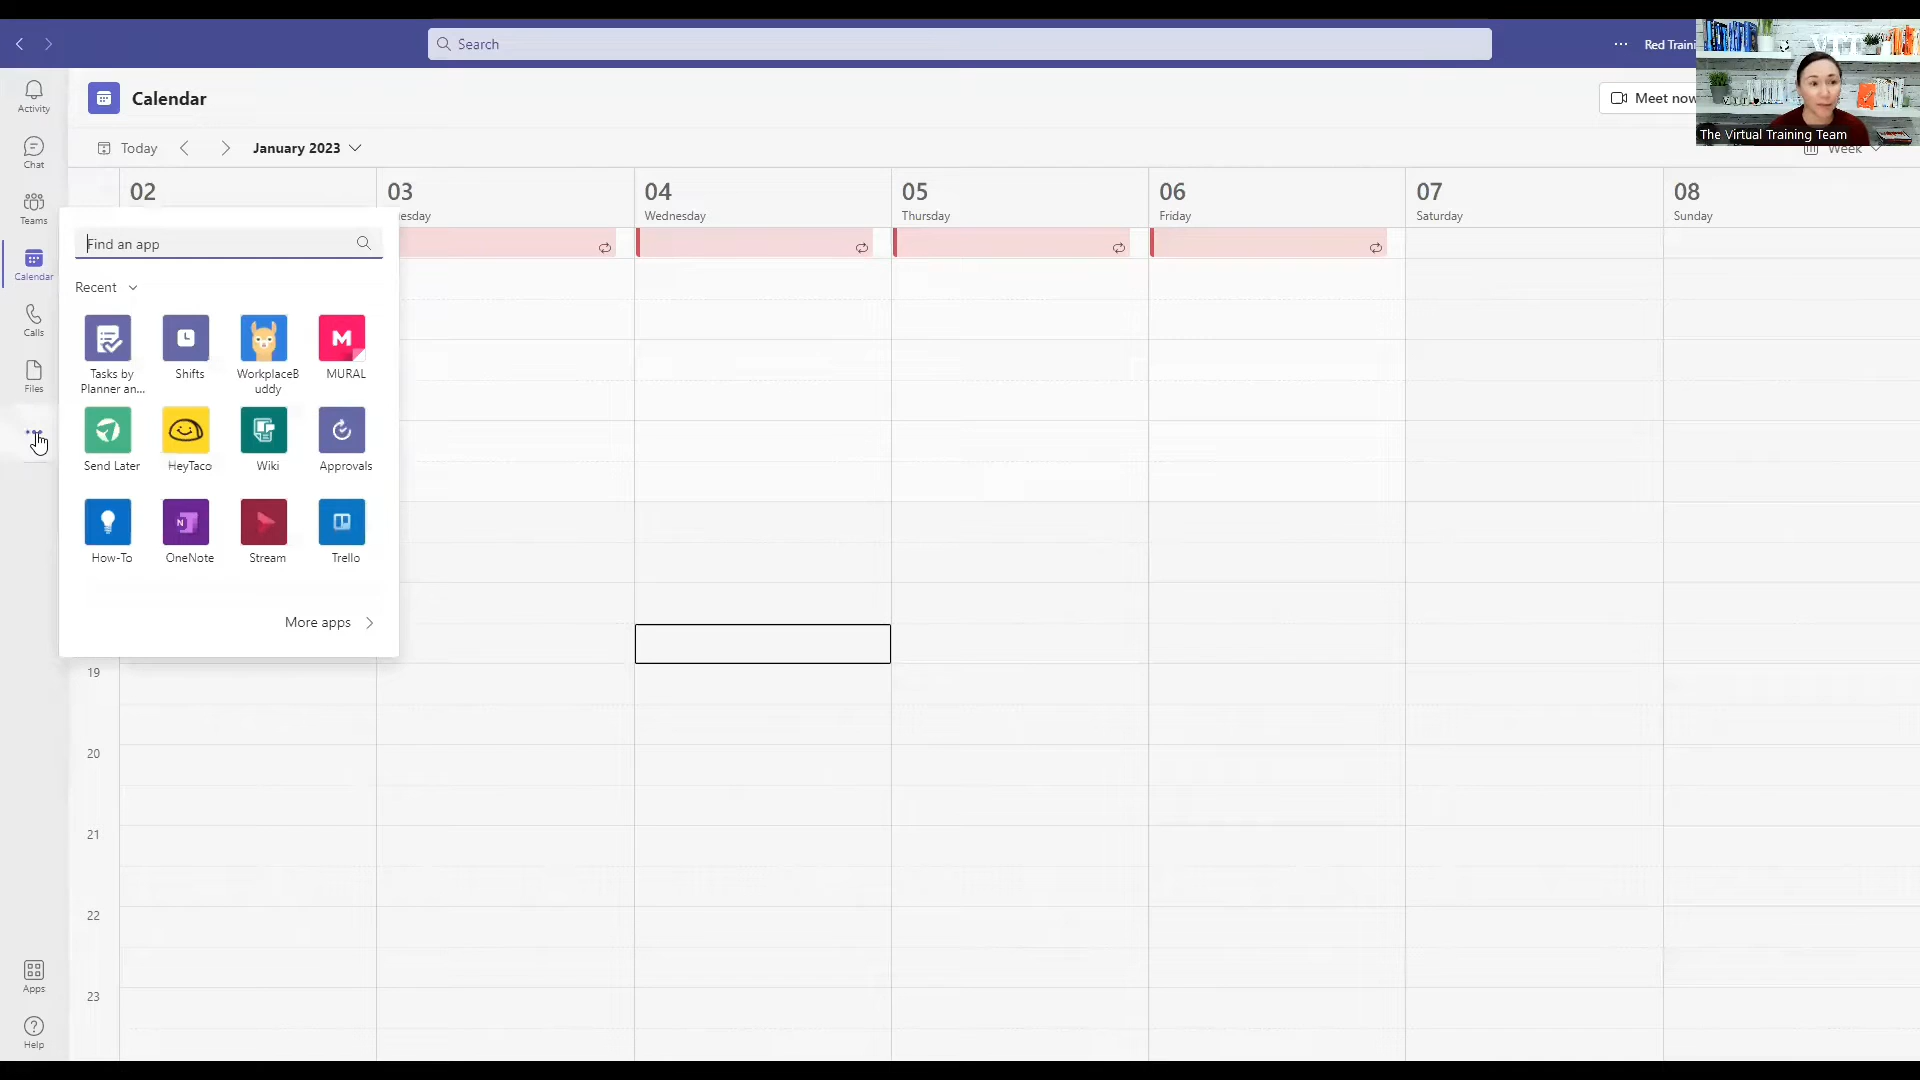 Search
Red Traini
Activity
Calendar
Meet now
The Virtual Training Team
Chat
Today
January 2023
Week
Teams
02
03
04
05
06
07
08
esday
Wednesday
Thursday
Friday
Saturday
Sunday
Calendar
Find an app
Recent
Calls
Tasks by
Planner an...
Shifts
WorkplaceB
uddy
MURAL
M
Files
Send Later
HeyTaco
Wiki
Approvals
N
How-To
OneNote
Stream
Trello
More apps
19
20
21
22
23
Apps
Help